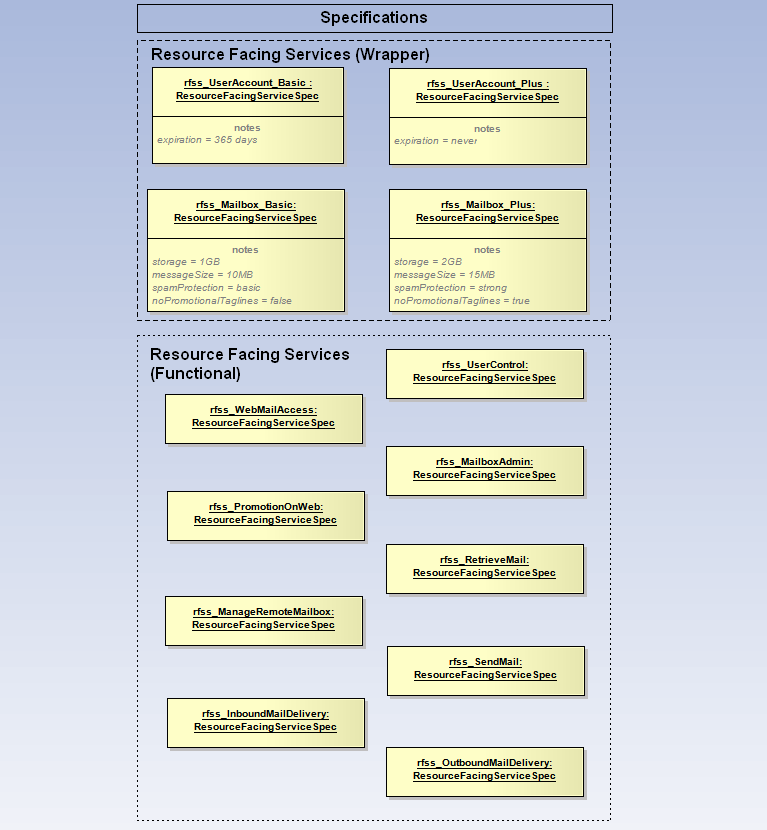 Specifications
Resource Facing Services (Wrapper)
rfss_UserAccount_Basic :
ResourceFacingServiceSpec
notes
expiration = 365 days
rfss_UserAccount_Plus :
ResourceFacingServiceSpec
notes
expiration = never
rfss_Mailbox_Basic:
ResourceFacingServiceSpec
notes
storage = 1GB
messageSize = 10MB
spamProtection = basic
noPromotionalTaglines = false
rfss_Mailbox_Plus:
ResourceFacingServiceSpec
notes
storage = 2GB
messageSize = 15MB
spamProtection = strong
noPromotionalTaglines = true
Resource Facing Services
(Functional)
rfss_UserControl:
ResourceFacingServiceSpec
rfss_WebMailAccess:
ResourceFacingServiceSpec
rfss_MailboxAdmin:
ResourceFacingServiceSpec
rfss_PromotionOnWeb:
ResourceFacingServiceSpec
rfss_RetrieveMail:
ResourceFacingServiceSpec
rfss_ManageRemoteMailbox:
ResourceFacingServiceSpec
rfss_SendMail:
ResourceFacingServiceSpec
rfss_InboundMailDelivery:
ResourceFacingServiceSpec
rfss_OutboundMailDelivery:
ResourceFacingServiceSpec